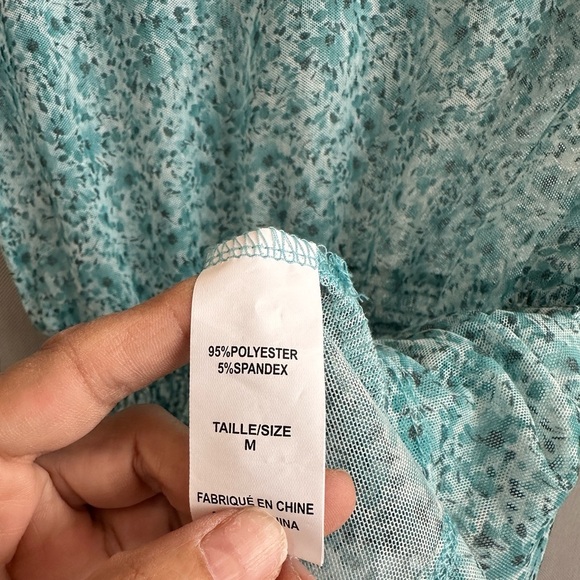 95%POLYESTER
5%SPANDEX
TAILLE/SIZE
M
FABRIQUÉ EN CHINE